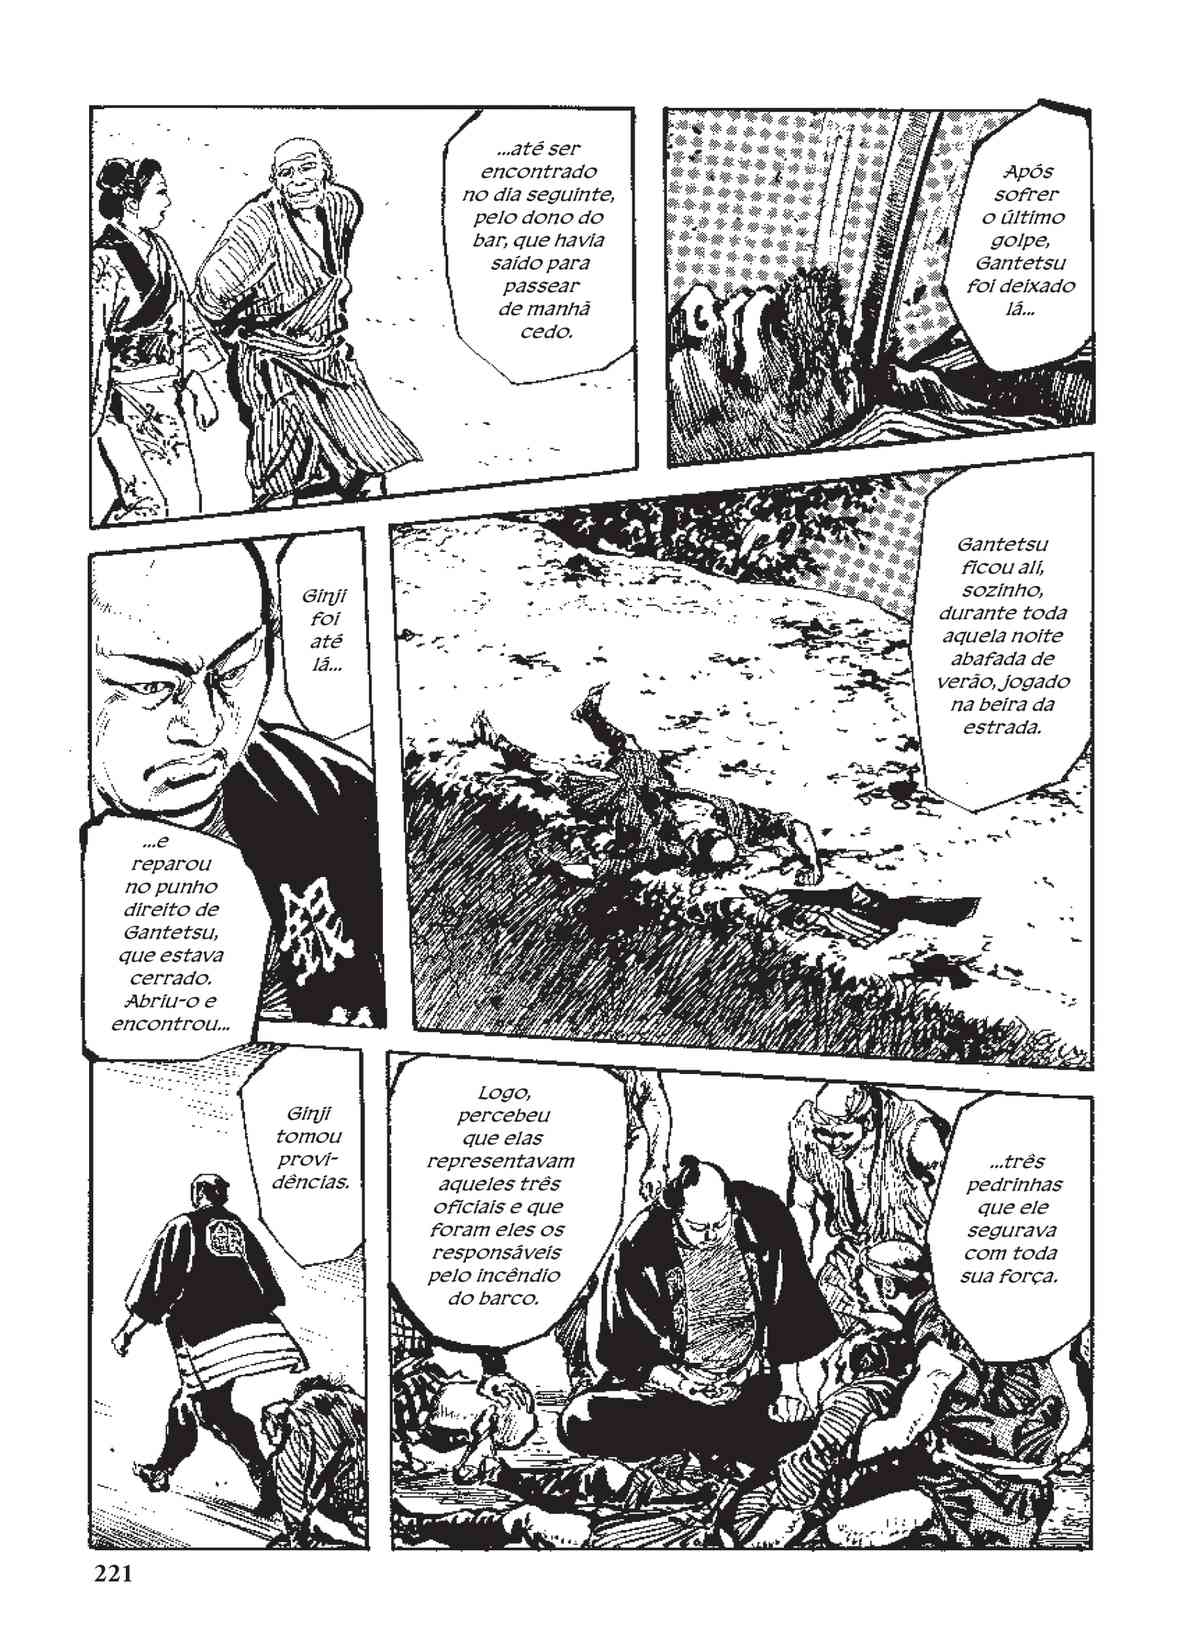 Após
sofrer
o último
golpe,
Gantetsu
foi deixado
lá...
...até ser
encontrado
no dia seguinte,
pelo dono do
bar, que havia
saído para
passear
de manhã
cedo.
Gantetsu
ficou ali,
sozinho,
durante toda
aquela noite
abafada de
verão, jogado
na beira da
estrada.
Ginji
foi
até
lá...
...e
reparou
no punho
direito de
Gantetsu,
que estava
cerrado.
Abriu-o e
encontrou...
...três
pedrinhas
que ele
segurava
com toda
sua força.
Logo,
percebeu
que elas
representavam
aqueles três
oficiais e que
foram eles os
responsáveis
pelo incêndio
do barco.
Ginji
tomou
provi-
dências.
221